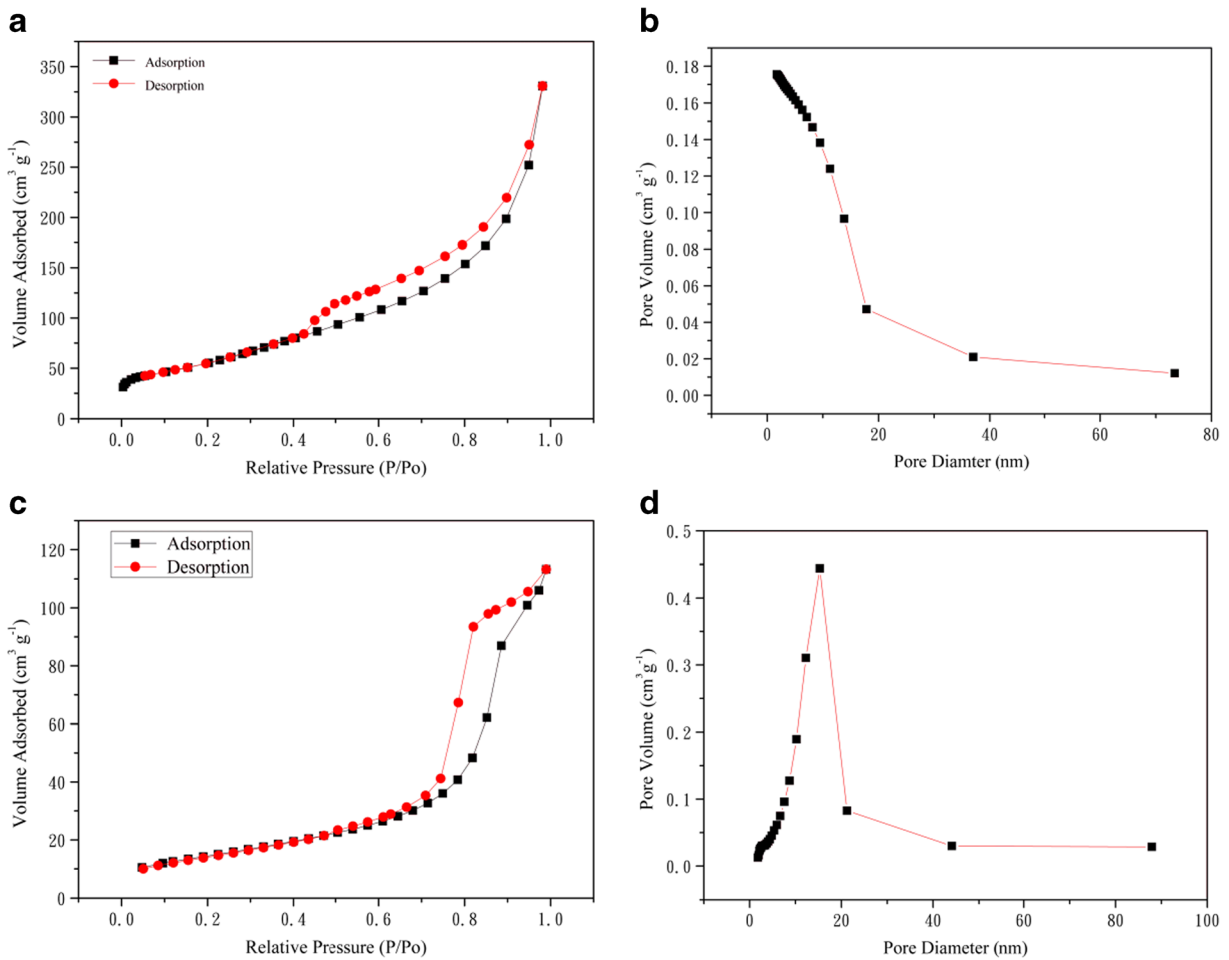 a
Adsorption
Desorption
350
300
250
200
150
100
50
0
Volume Adsorbed (cm³ g⁻¹)
0.0 0.2 0.4 0.6 0.8 1.0
Relative Pressure (P/Po)
b
0.18
0.16
0.14
0.12
0.10
0.08
0.06
0.04
0.02
0.00
Pore Volume (cm³ g⁻¹)
0 20 40 60 80
Pore Diamter (nm)
c
Adsorption
Desorption
120
100
80
60
40
20
0
Volume Adsorbed (cm³ g⁻¹)
0.0 0.2 0.4 0.6 0.8 1.0
Relative Pressure (P/Po)
d
0.5
0.4
0.3
0.2
0.1
0.0
Pore Volume (cm³g⁻¹)
0 20 40 60 80 100
Pore Diameter (nm)